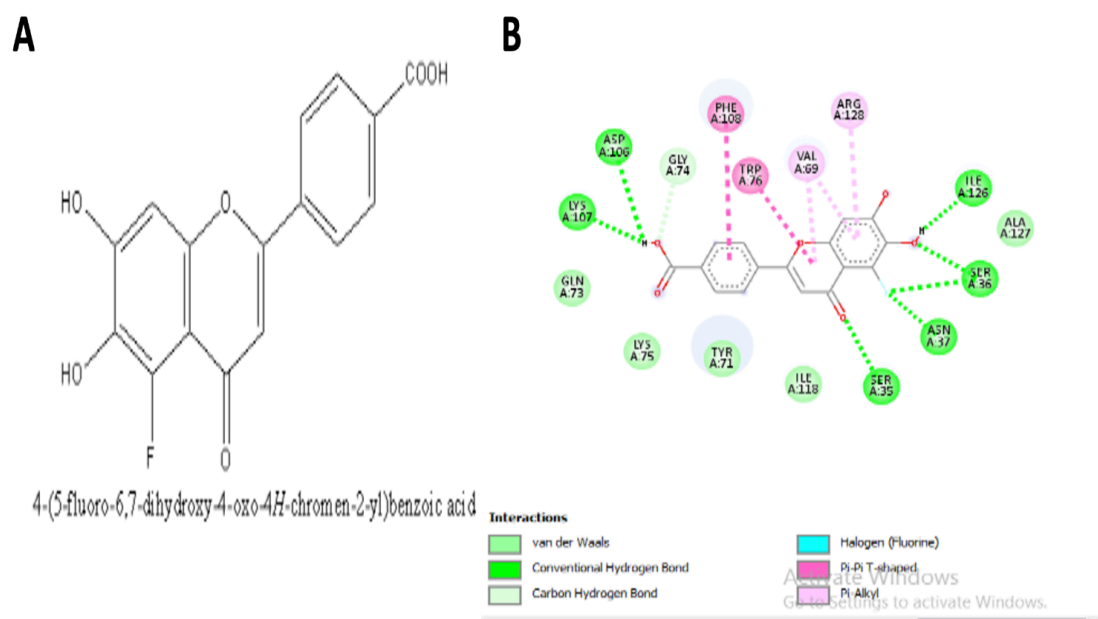 A
B
COOH
HO
O
HO
F
O
4-(5-fluoro-6,7-dihydroxy-4-oxo-4H-chromen-2-yl)benzoic acid
PHE
A:108
ARG
A:128
ASP
A:106
GLY
A:74
VAL
A:69
TRP
A:76
ILE
A:126
LYS
A:107
ALA
A:127
H
O
O
O
H
O
O
O
SER
A:36
GLN
A:73
ASN
A:37
LYS
A:75
TYR
A:71
ILE
A:118
SER
A:35
Interactions
van der Waals
Conventional Hydrogen Bond
Carbon Hydrogen Bond
Halogen (Fluorine)
Pi-Pi T-shaped
Pi-Alkyl
Activate Windows
Go to Settings to activate Windows.